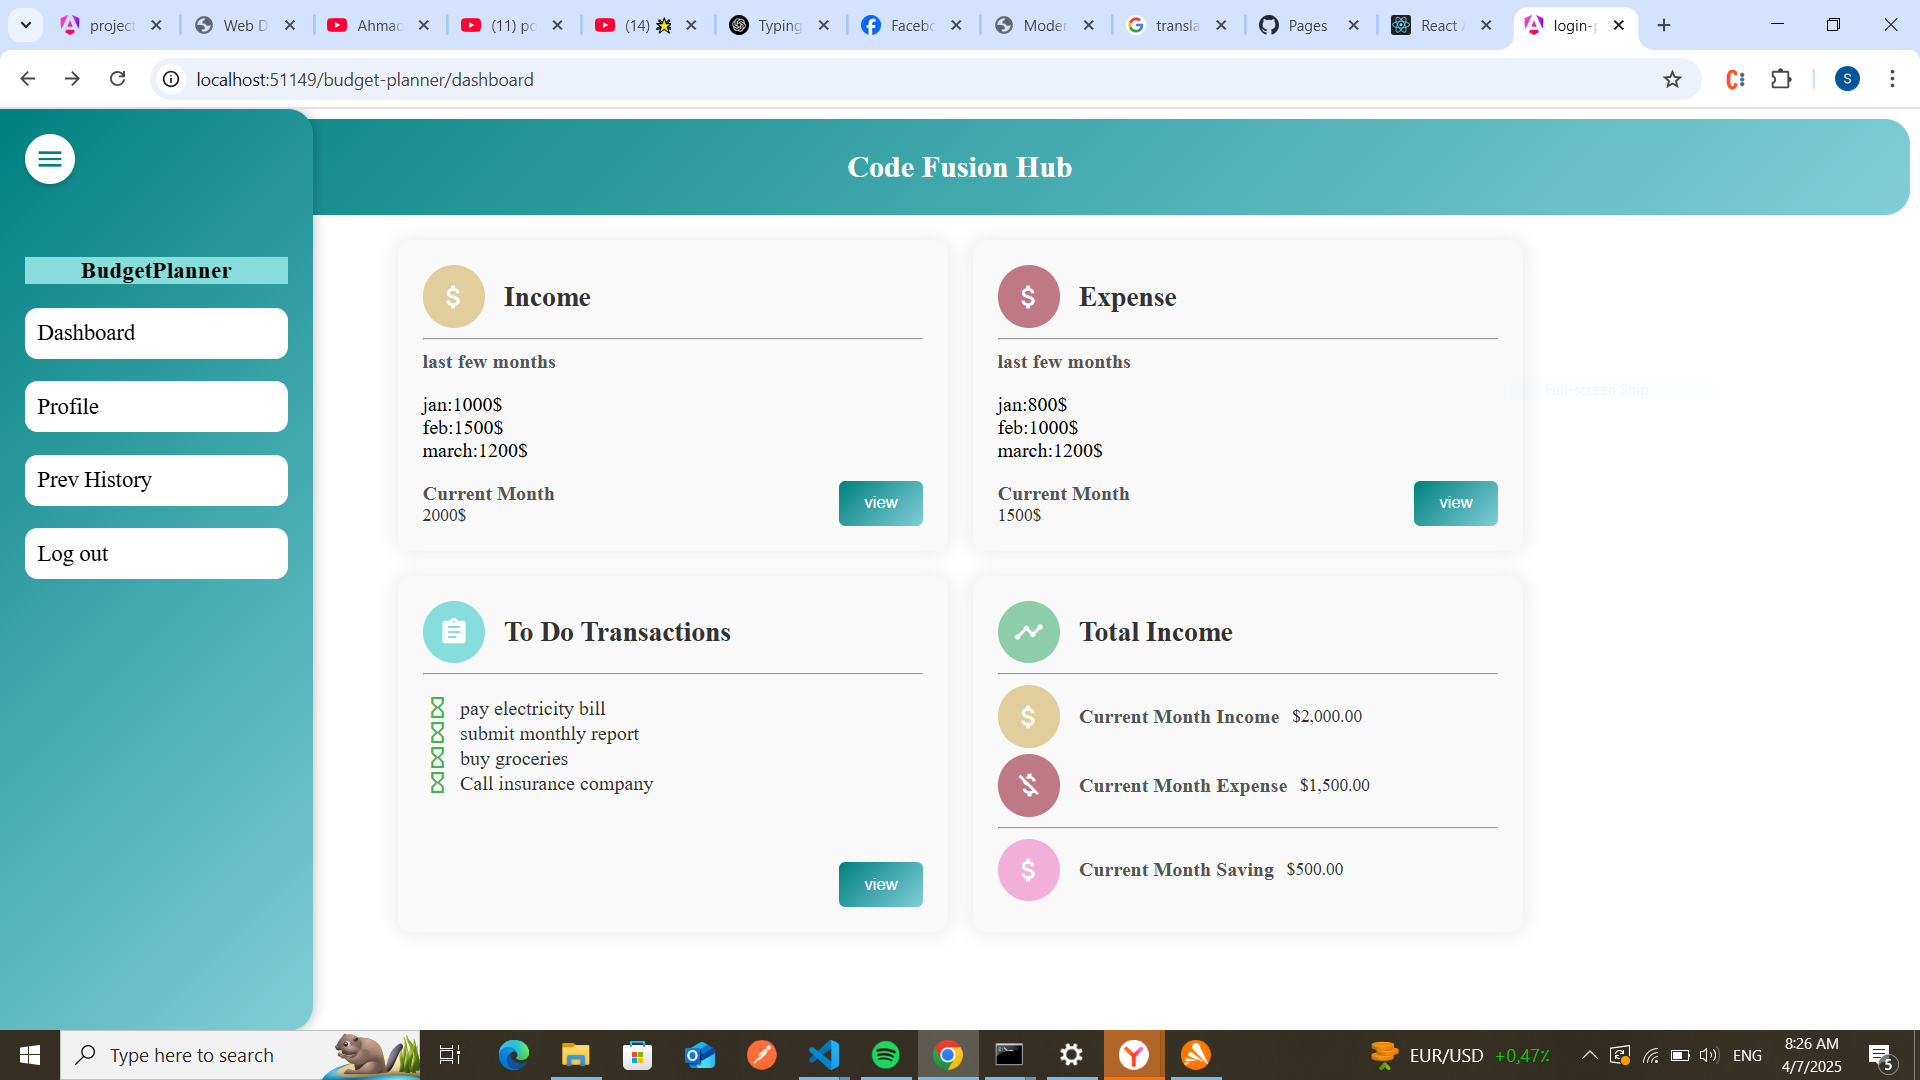 project
Web D
Ahmad
(11) po
(14)
Typing
Facebo
Moder
transla
Pages
React A
login-p
localhost:51149/budget-planner/dashboard
S
Code Fusion Hub
BudgetPlanner
Dashboard
Profile
Prev History
Log out
$ Income
last few months
jan:1000$
feb:1500$
march:1200$
Current Month
2000$
view
$ Expense
last few months
jan:800$
feb:1000$
march:1200$
Current Month
1500$
view
Full-screen Snip
To Do Transactions
pay electricity bill
submit monthly report
buy groceries
Call insurance company
view
Total Income
$ Current Month Income $2,000.00
Current Month Expense $1,500.00
$ Current Month Saving $500.00
Type here to search
EUR/USD +0,47%
ENG
8:26 AM
4/7/2025
5